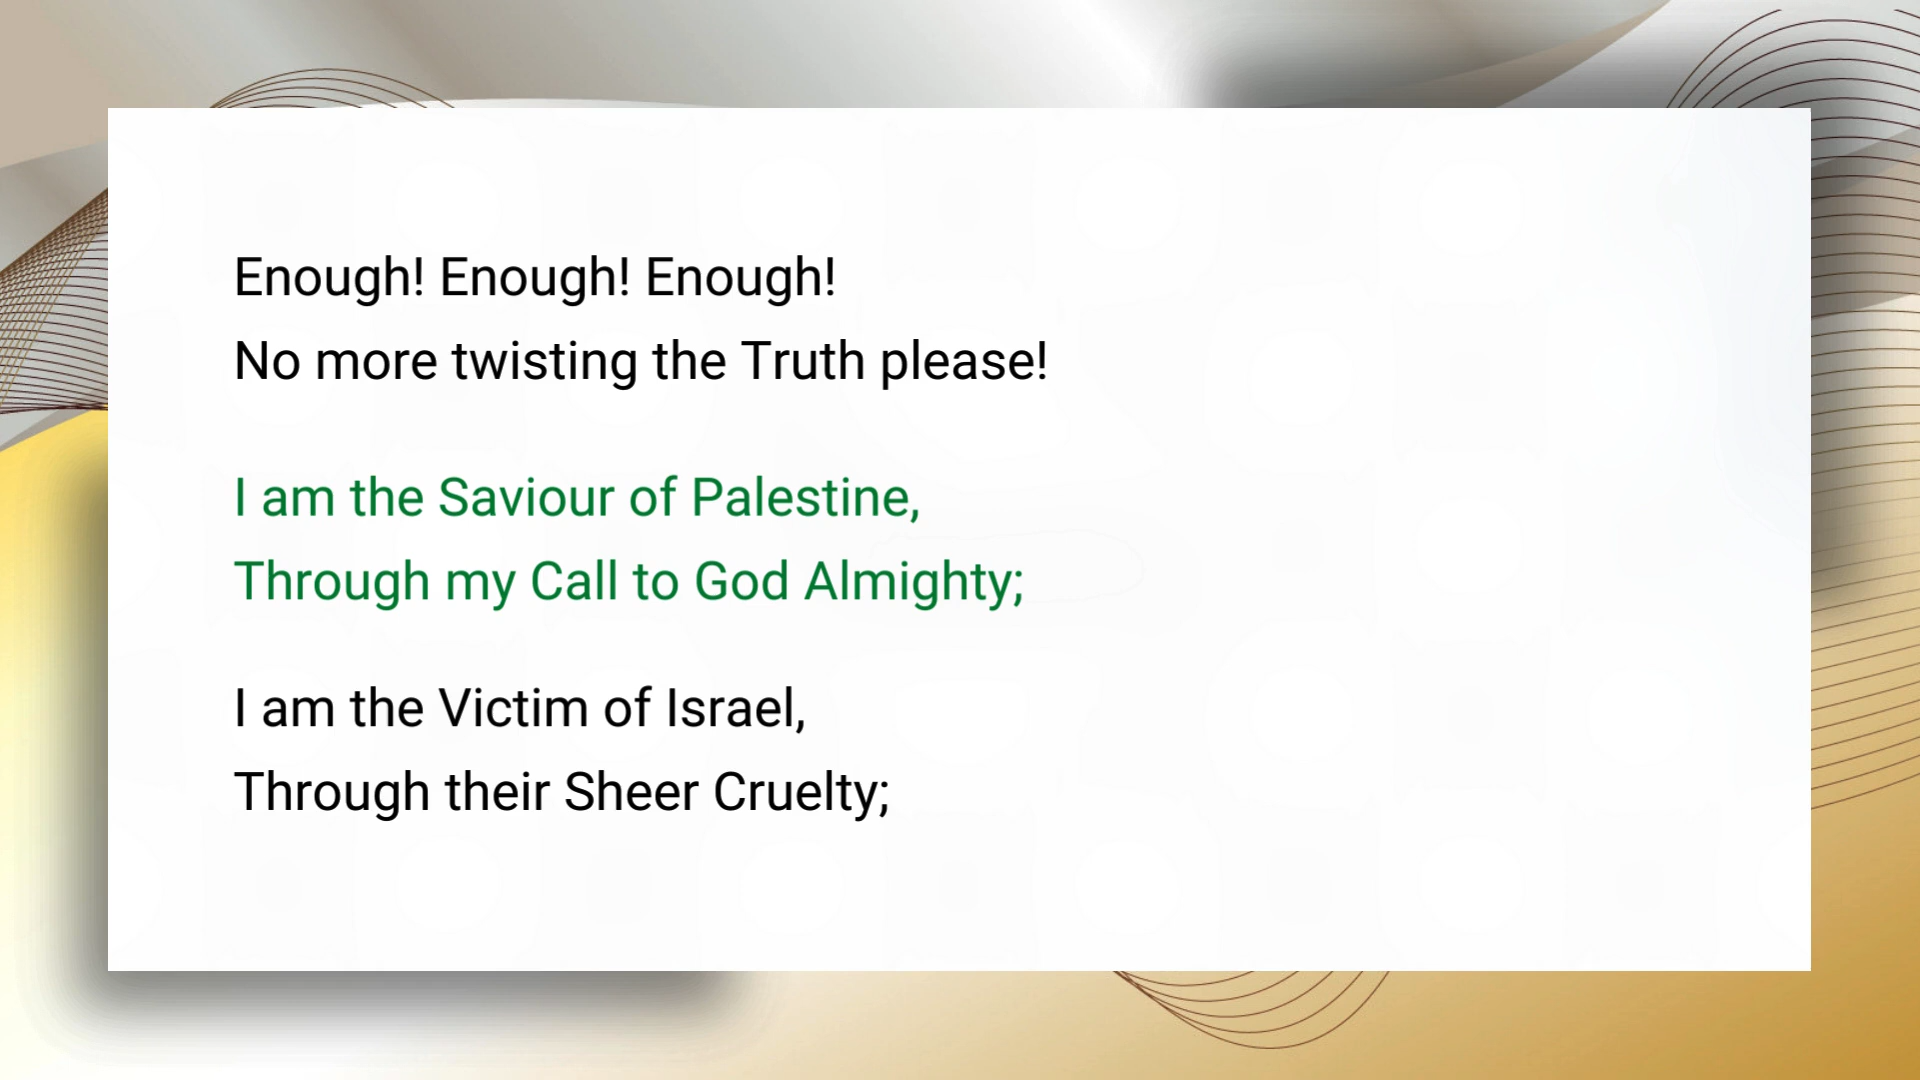 Enough! Enough! Enough!
No more twisting the Truth please!
I am the Saviour of Palestine,
Through my Call to God Almighty;
I am the Victim of Israel,
Through their Sheer Cruelty;